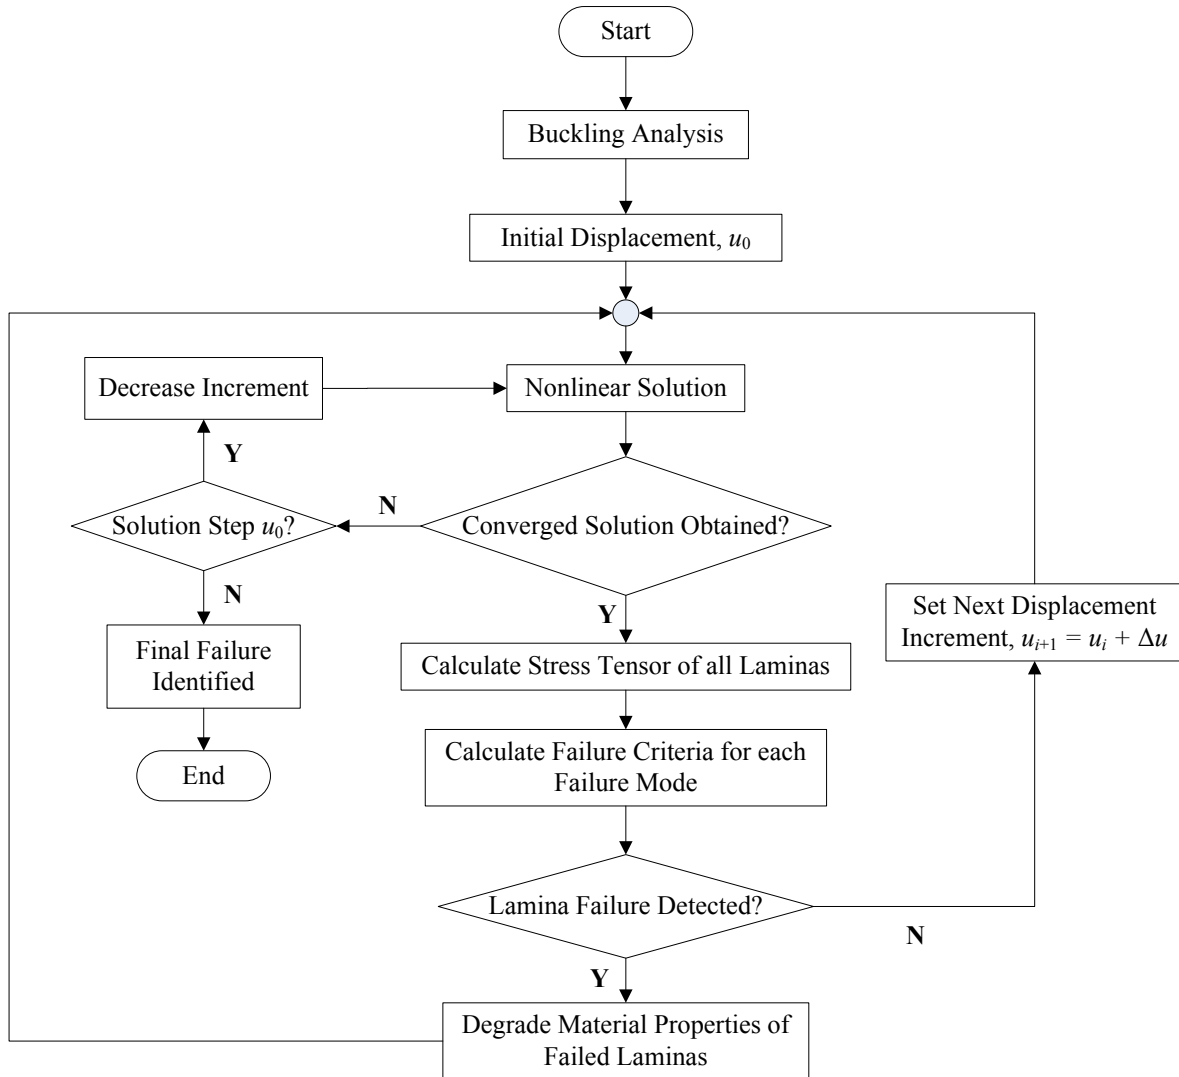 Start
Buckling Analysis
Initial Displacement, u0
Decrease Increment
Nonlinear Solution
Y
N
Solution Step u0?
Converged Solution Obtained?
N
Y
Set Next Displacement
Increment, ui+1 = ui + Δu
Final Failure
Identified
Calculate Stress Tensor of all Laminas
Calculate Failure Criteria for each
Failure Mode
End
Lamina Failure Detected?
N
Y
Degrade Material Properties of
Failed Laminas